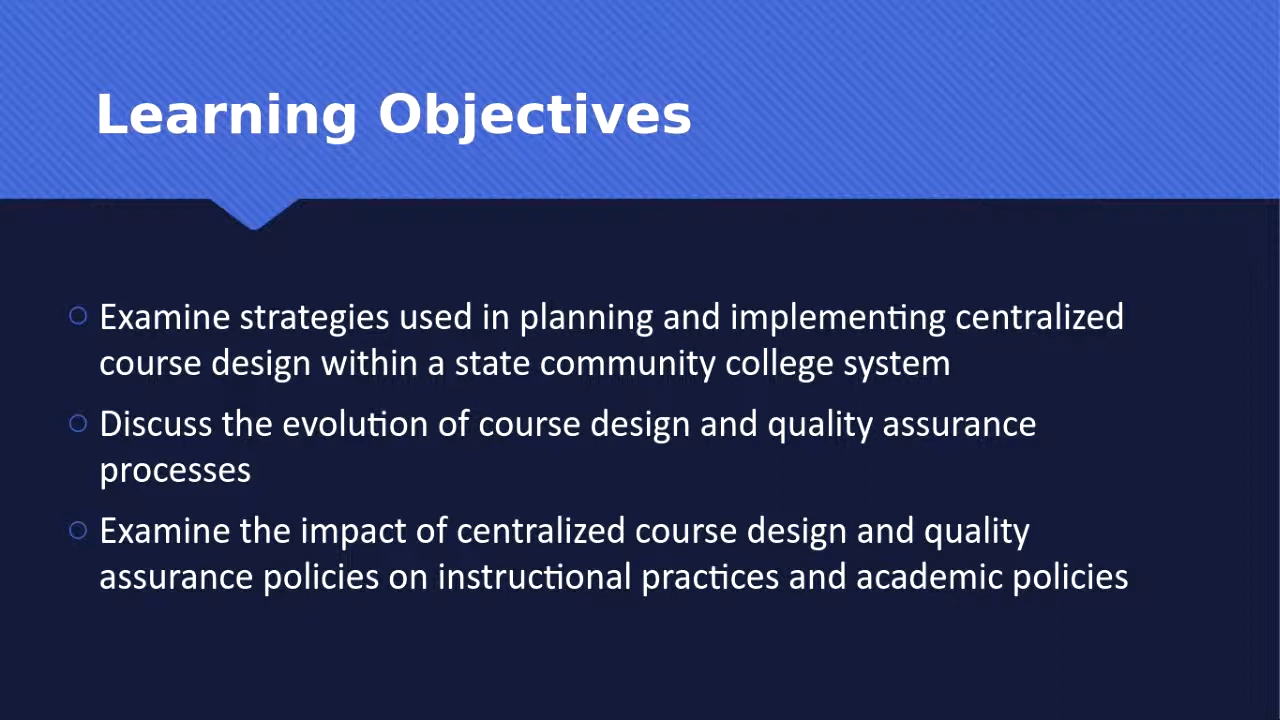 Learning Objectives
Examine strategies used in planning and implementing centralized
course design within a state community college system
Discuss the evolution of course design and quality assurance
processes
Examine the impact of centralized course design and quality
assurance policies on instructional practices and academic policies